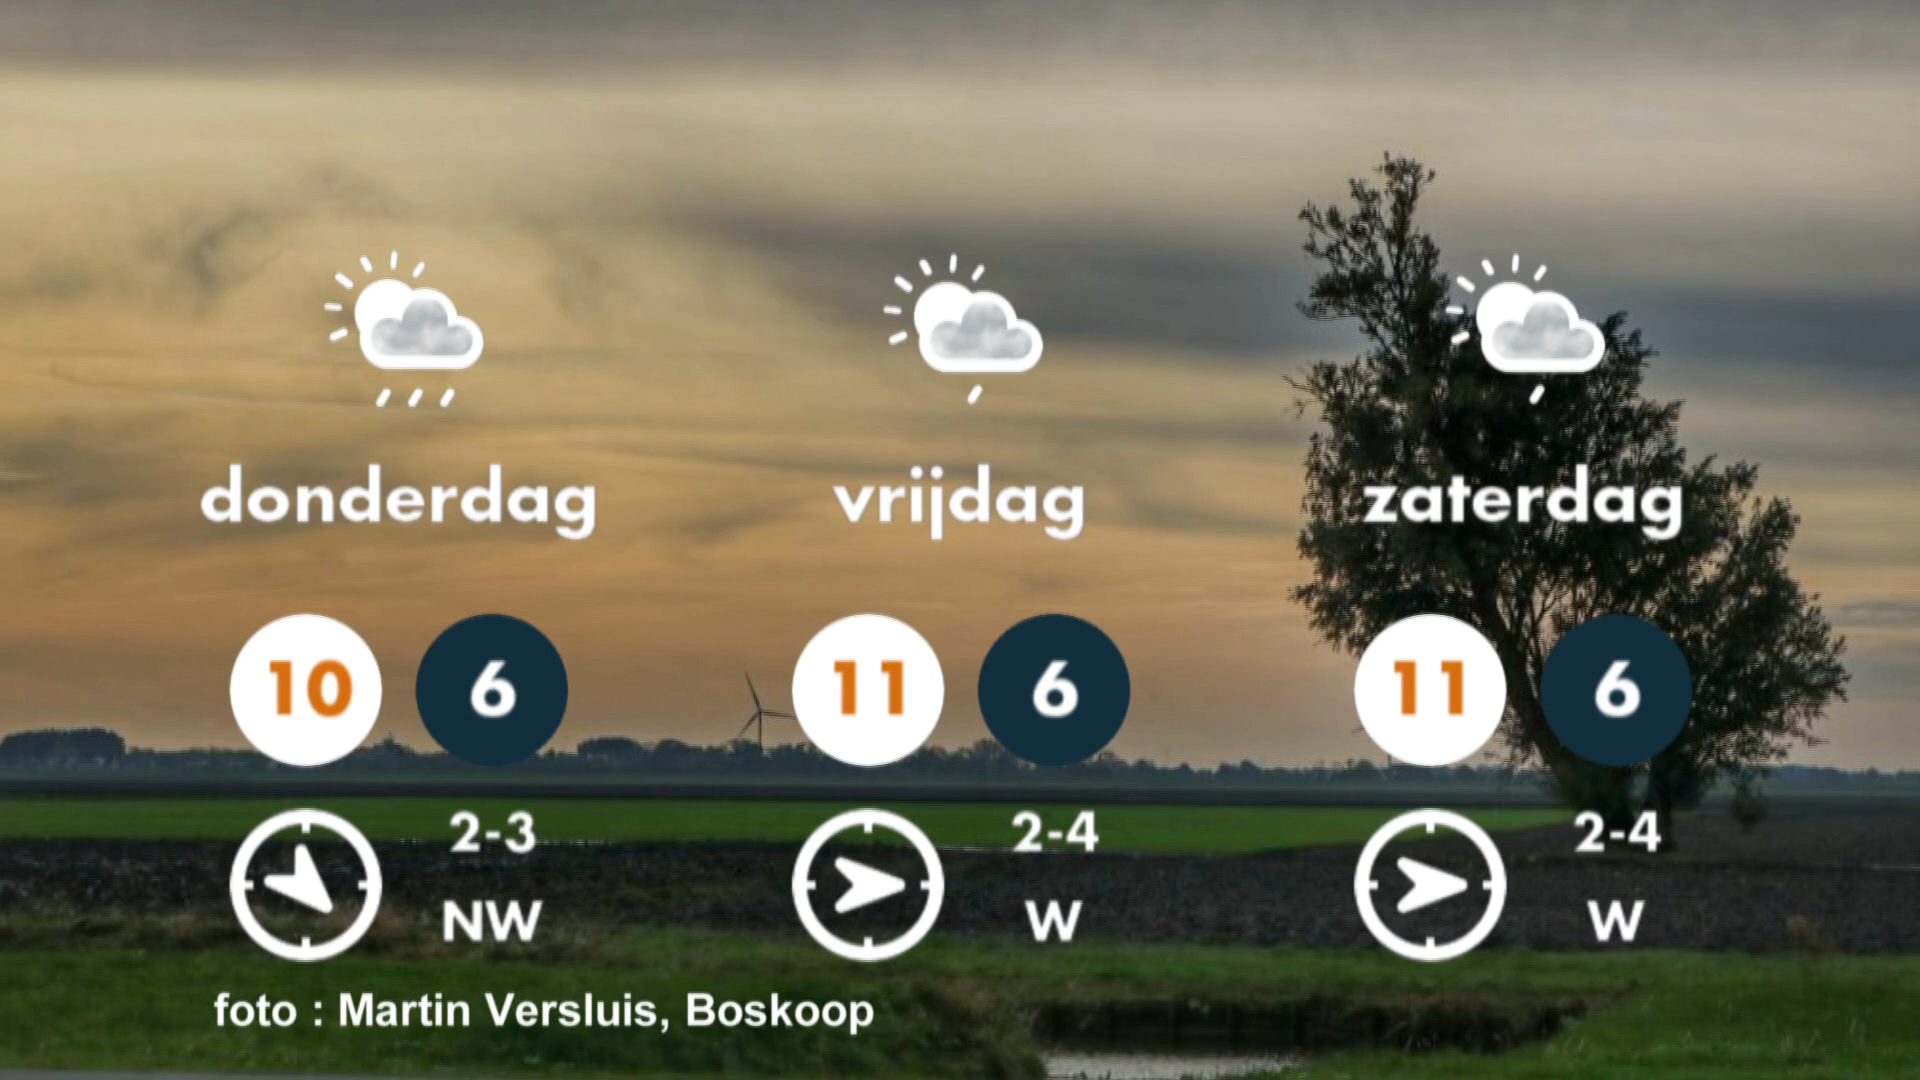 donderdag vrijdag zaterdag
10 6 11 6 11 6
2-3 2-4 2-4
NW W W
foto : Martin Versluis, Boskoop